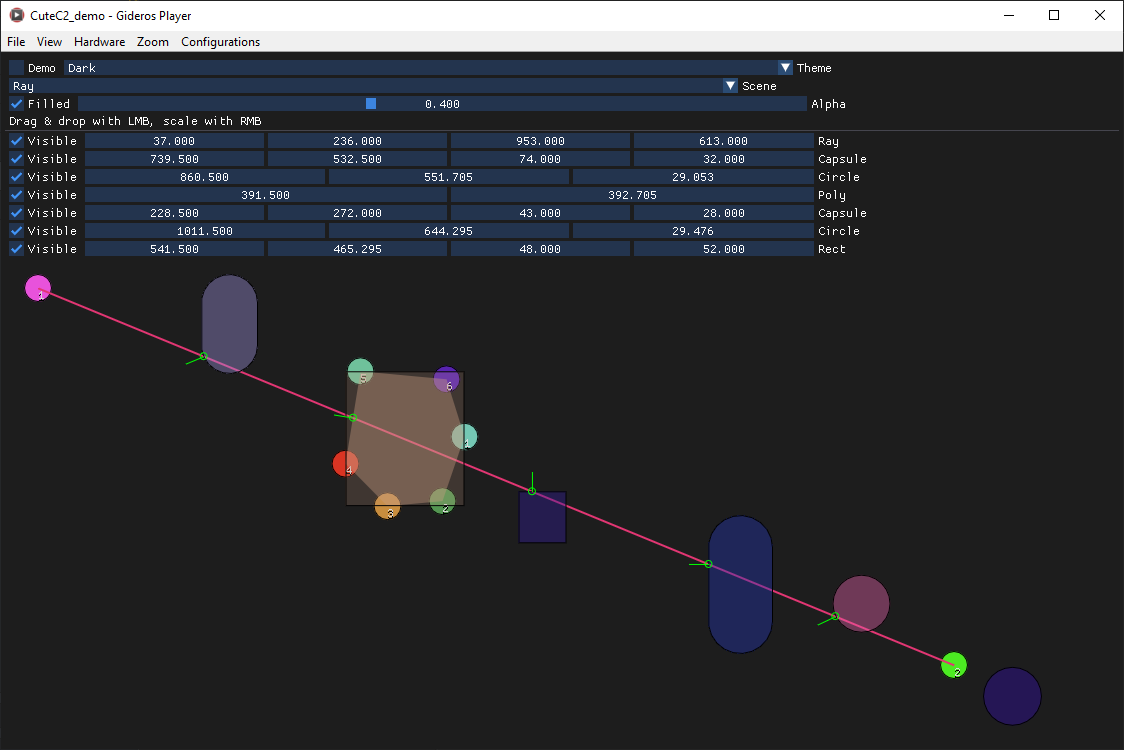 CuteC2_demo - Gideros Player
File View Hardware Zoom Configurations
Demo Dark Theme
Ray Scene
Filled 0.400 Alpha
Drag & drop with LMB, scale with RMB
Visible 37.000 236.000 953.000 613.000 Ray
Visible 739.500 532.500 74.000 32.000 Capsule
Visible 860.500 551.705 29.053 Circle
Visible 391.500 392.705 Poly
Visible 228.500 272.000 43.000 28.000 Capsule
Visible 1011.500 644.295 29.476 Circle
Visible 541.500 465.295 48.000 52.000 Rect
1
5
6
1
4
2
3
2